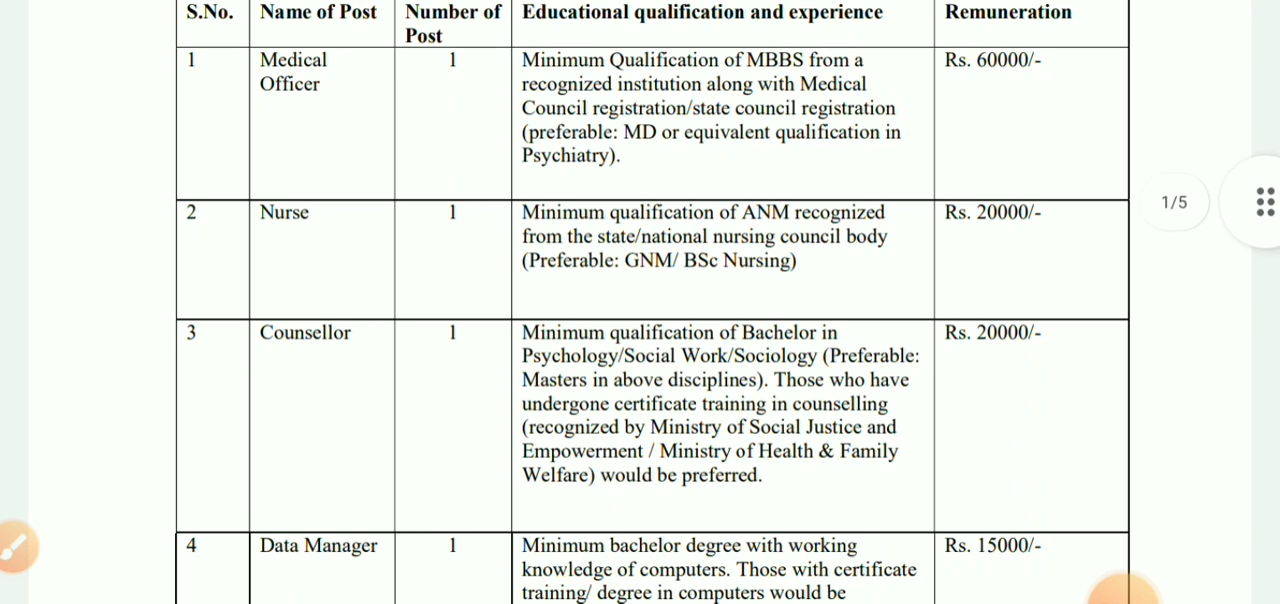 S.No. Name of Post Number of Post Educational qualification and experience Remuneration
1 Medical Officer 1 Minimum Qualification of MBBS from a
recognized institution along with Medical
Council registration/state council registration
(preferable: MD or equivalent qualification in
Psychiatry).
Rs. 60000/-
2 Nurse 1 Minimum qualification of ANM recognized
from the state/national nursing council body
(Preferable: GNM/ BSc Nursing)
Rs. 20000/-
3 Counsellor 1 Minimum qualification of Bachelor in
Psychology/Social Work/Sociology (Preferable:
Masters in above disciplines). Those who have
undergone certificate training in counselling
(recognized by Ministry of Social Justice and
Empowerment / Ministry of Health & Family
Welfare) would be preferred.
Rs. 20000/-
4 Data Manager 1 Minimum bachelor degree with working
knowledge of computers. Those with certificate
training/ degree in computers would be
Rs. 15000/-
1/5